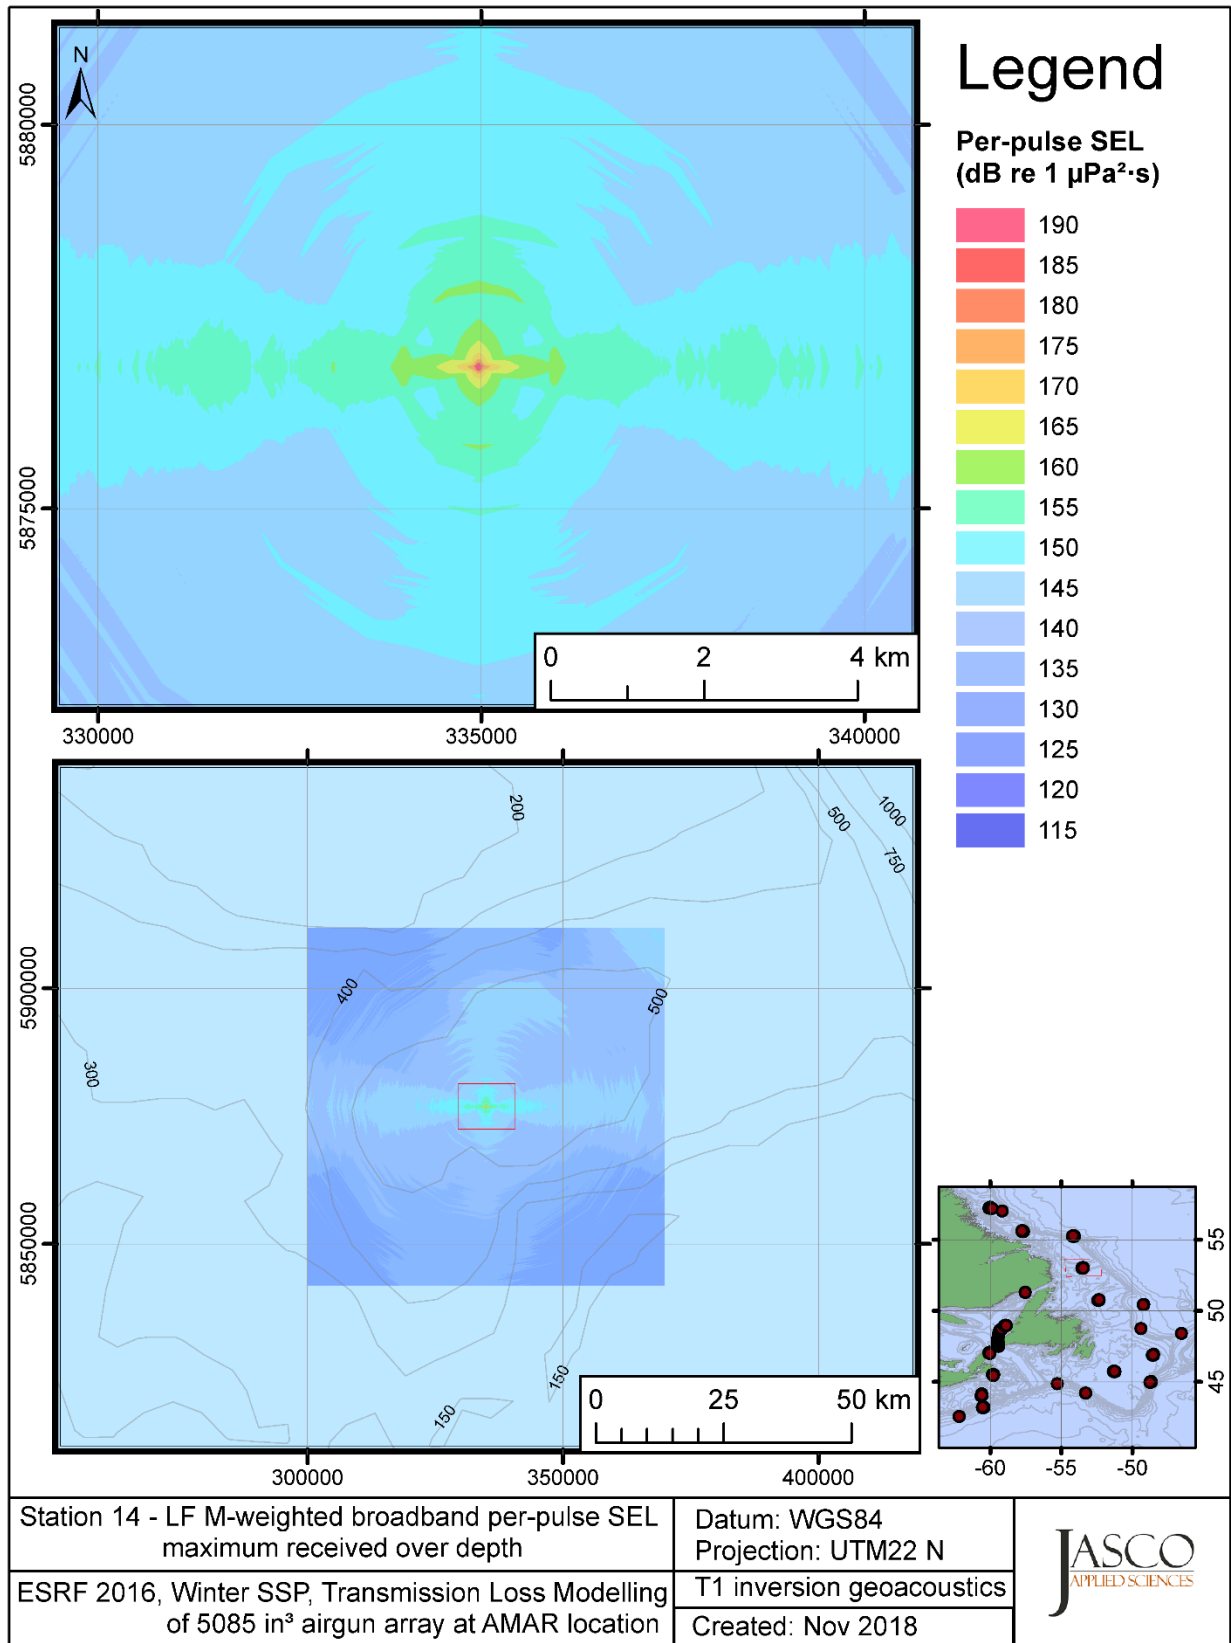 N
5880000
5875000
330000
335000
340000
0
2
4 km
Legend
Per-pulse SEL
(dB re 1 µPa²·s)
190
185
180
175
170
165
160
155
150
145
140
135
130
125
120
115
200
500
1000
750
400
500
300
150
150
5900000
5850000
300000
350000
400000
0
25
50 km
55
50
45
-60
-55
-50
Station 14 - LF M-weighted broadband per-pulse SEL
maximum received over depth
ESRF 2016, Winter SSP, Transmission Loss Modelling
of 5085 in³ airgun array at AMAR location
Datum: WGS84
Projection: UTM22 N
T1 inversion geoacoustics
Created: Nov 2018
JASCO
APPLIED SCIENCES